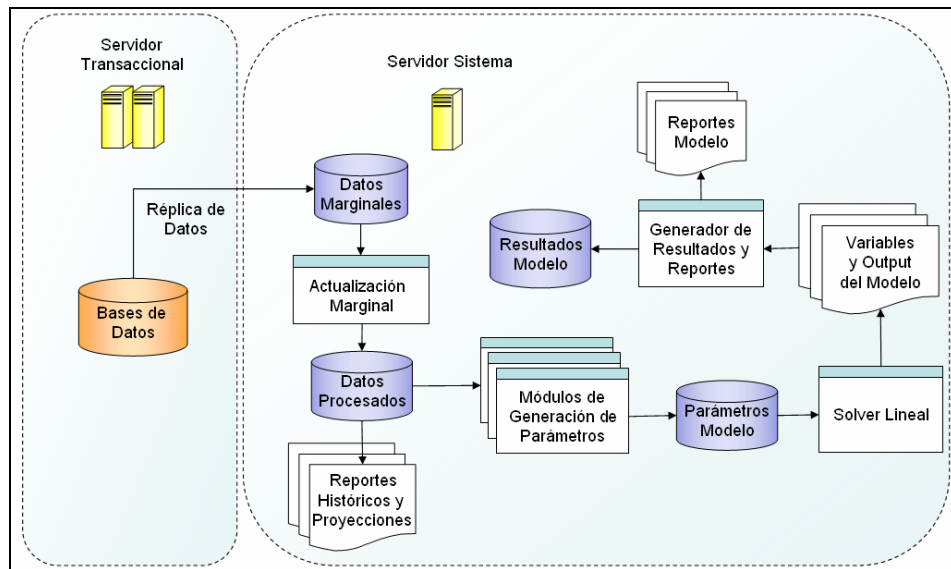 Servidor
Transaccional
Servidor Sistema
Reportes
Modelo
Datos
Marginales
Réplica de
Datos
Resultados
Modelo
Generador de
Resultados y
Reportes
Variables
y Output
del Modelo
Actualización
Marginal
Bases de
Datos
Datos
Procesados
Módulos de
Generación de
Parámetros
Parámetros
Modelo
Solver Lineal
Reportes
Históricos y
Proyecciones